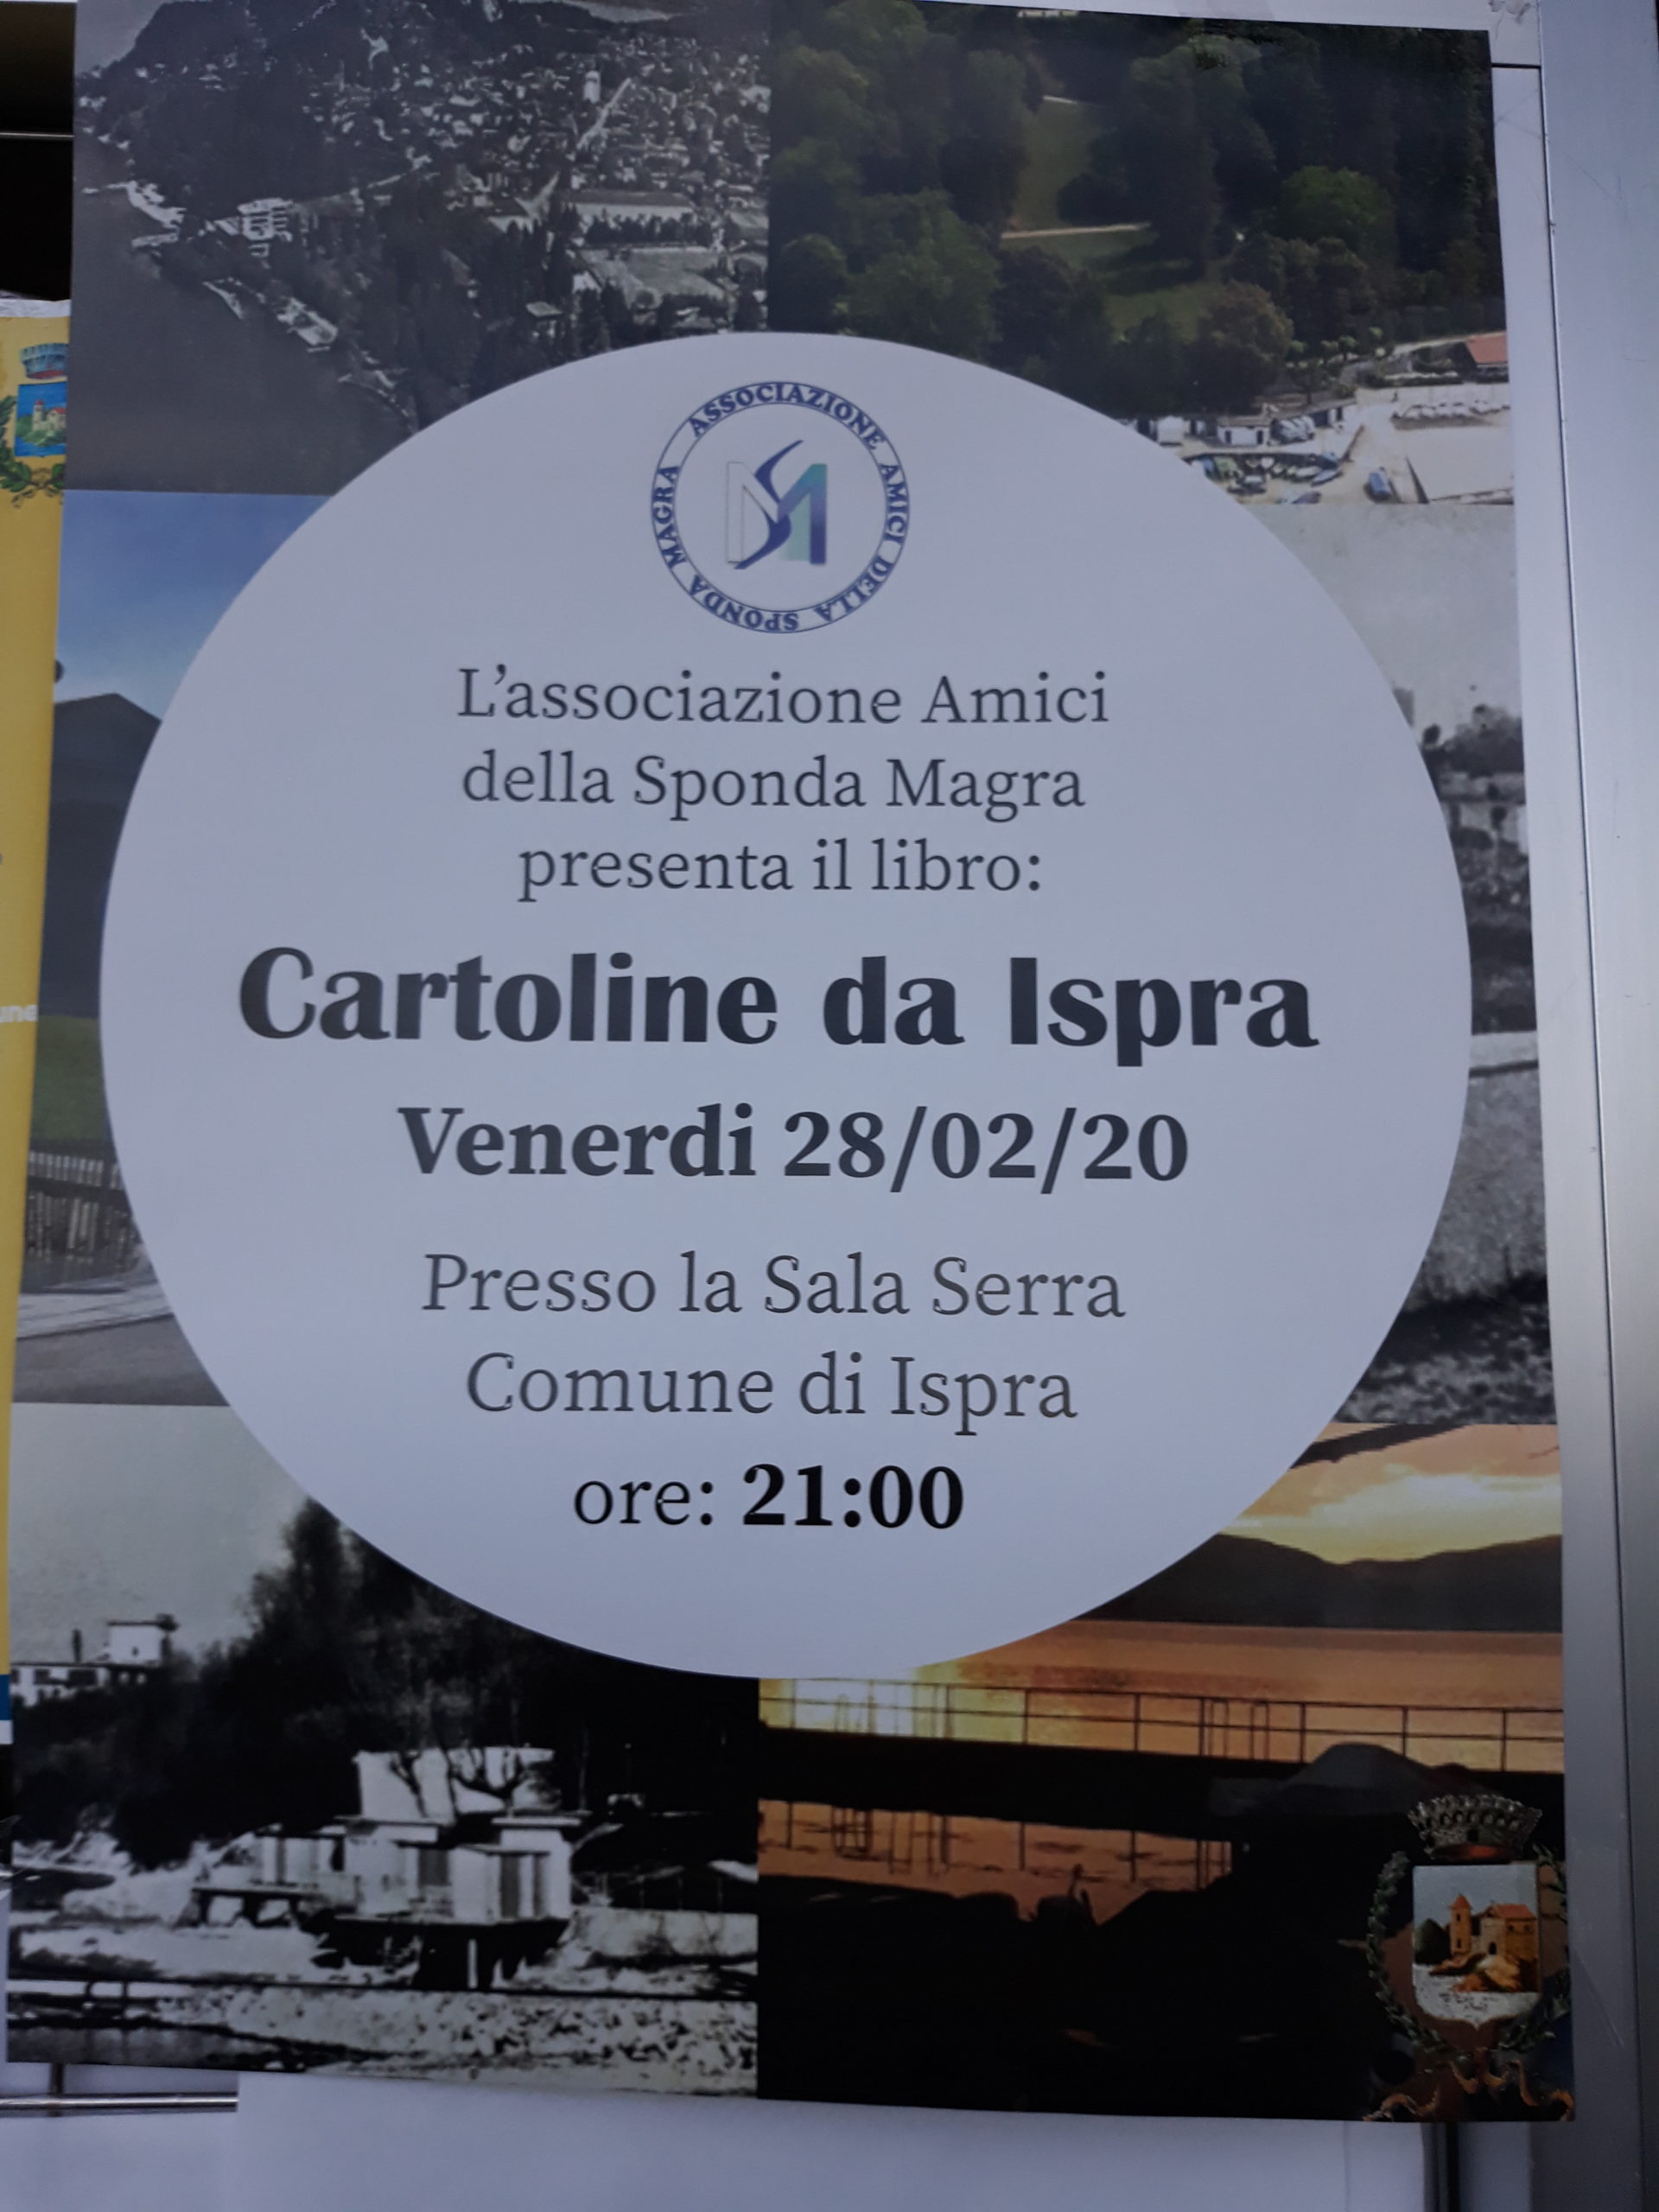 ASSOCIAZIONE AMICI DELLA SPONDA MAGRA
SM
L'associazione Amici
della Sponda Magra
presenta il libro:
Cartoline da Ispra
Venerdi 28/02/20
Presso la Sala Serra
Comune di Ispra
ore: 21:00